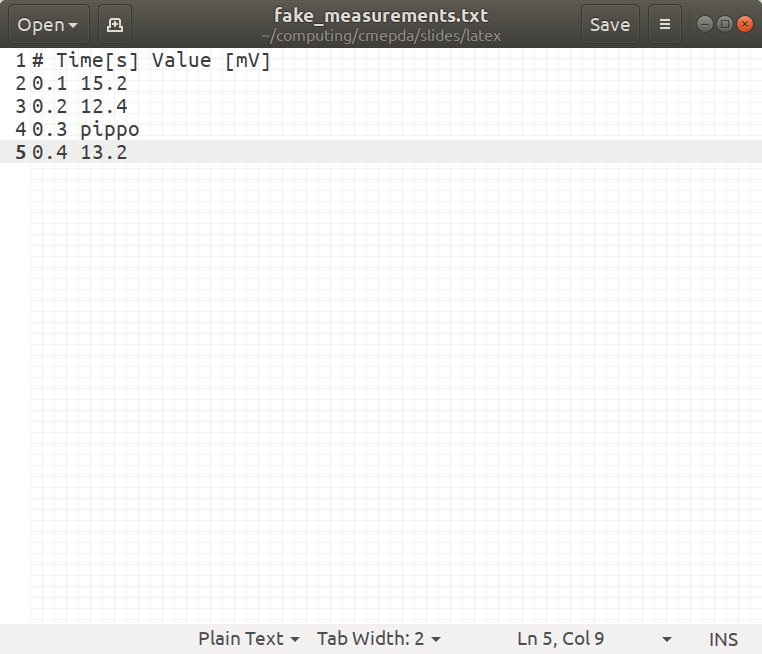 Open
fake_measurements.txt
~/computing/cmepda/slides/latex
Save
1 # Time[s] Value [mV]
2 0.1 15.2
3 0.2 12.4
4 0.3 pippo
5 0.4 13.2
Plain Text Tab Width: 2 Ln 5, Col 9 INS